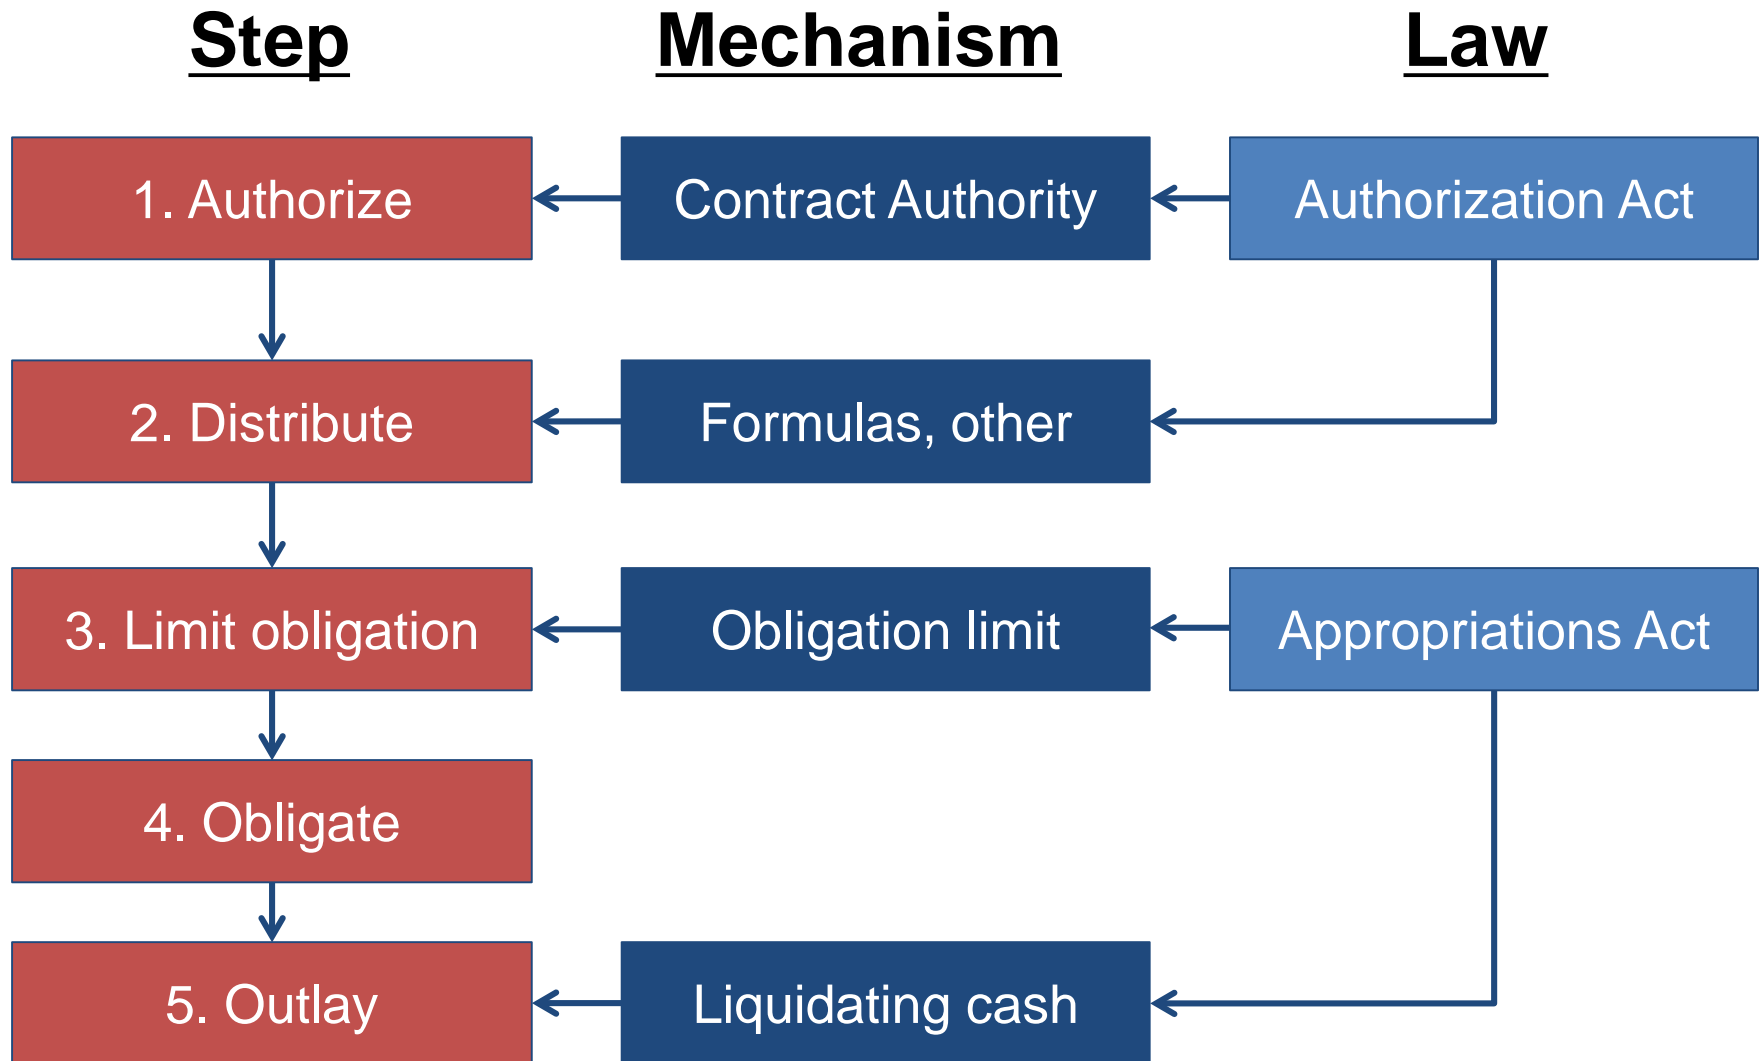 Step
Mechanism
Law
1. Authorize
Contract Authority
Authorization Act
2. Distribute
Formulas, other
3. Limit obligation
Obligation limit
Appropriations Act
4. Obligate
5. Outlay
Liquidating cash